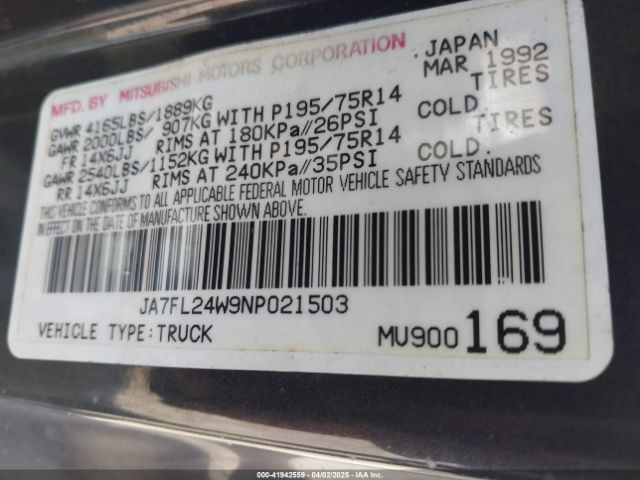 MFD. BY MITSUBISHI MOTORS CORPORATION JAPAN
GVWR 4165LBS/1889KG MAR 1992
GAWR 2000LBS/ 907KG WITH P195/75R14 TIRES
FR 14X6JJ RIMS AT 180KPa//26PSI COLD.
GAWR 2540LBS/1152KG WITH P195/75R14 TIRES
RR 14X6JJ RIMS AT 240KPa//35PSI COLD.
THIS VEHICLE CONFORMS TO ALL APPLICABLE FEDERAL MOTOR VEHICLE SAFETY STANDARDS
IN EFFECT ON THE DATE OF MANUFACTURE SHOWN ABOVE.
JA7FL24W9NP021503
VEHICLE TYPE:TRUCK MU900 169
000-41942559 04/02/2025 IAAI.com